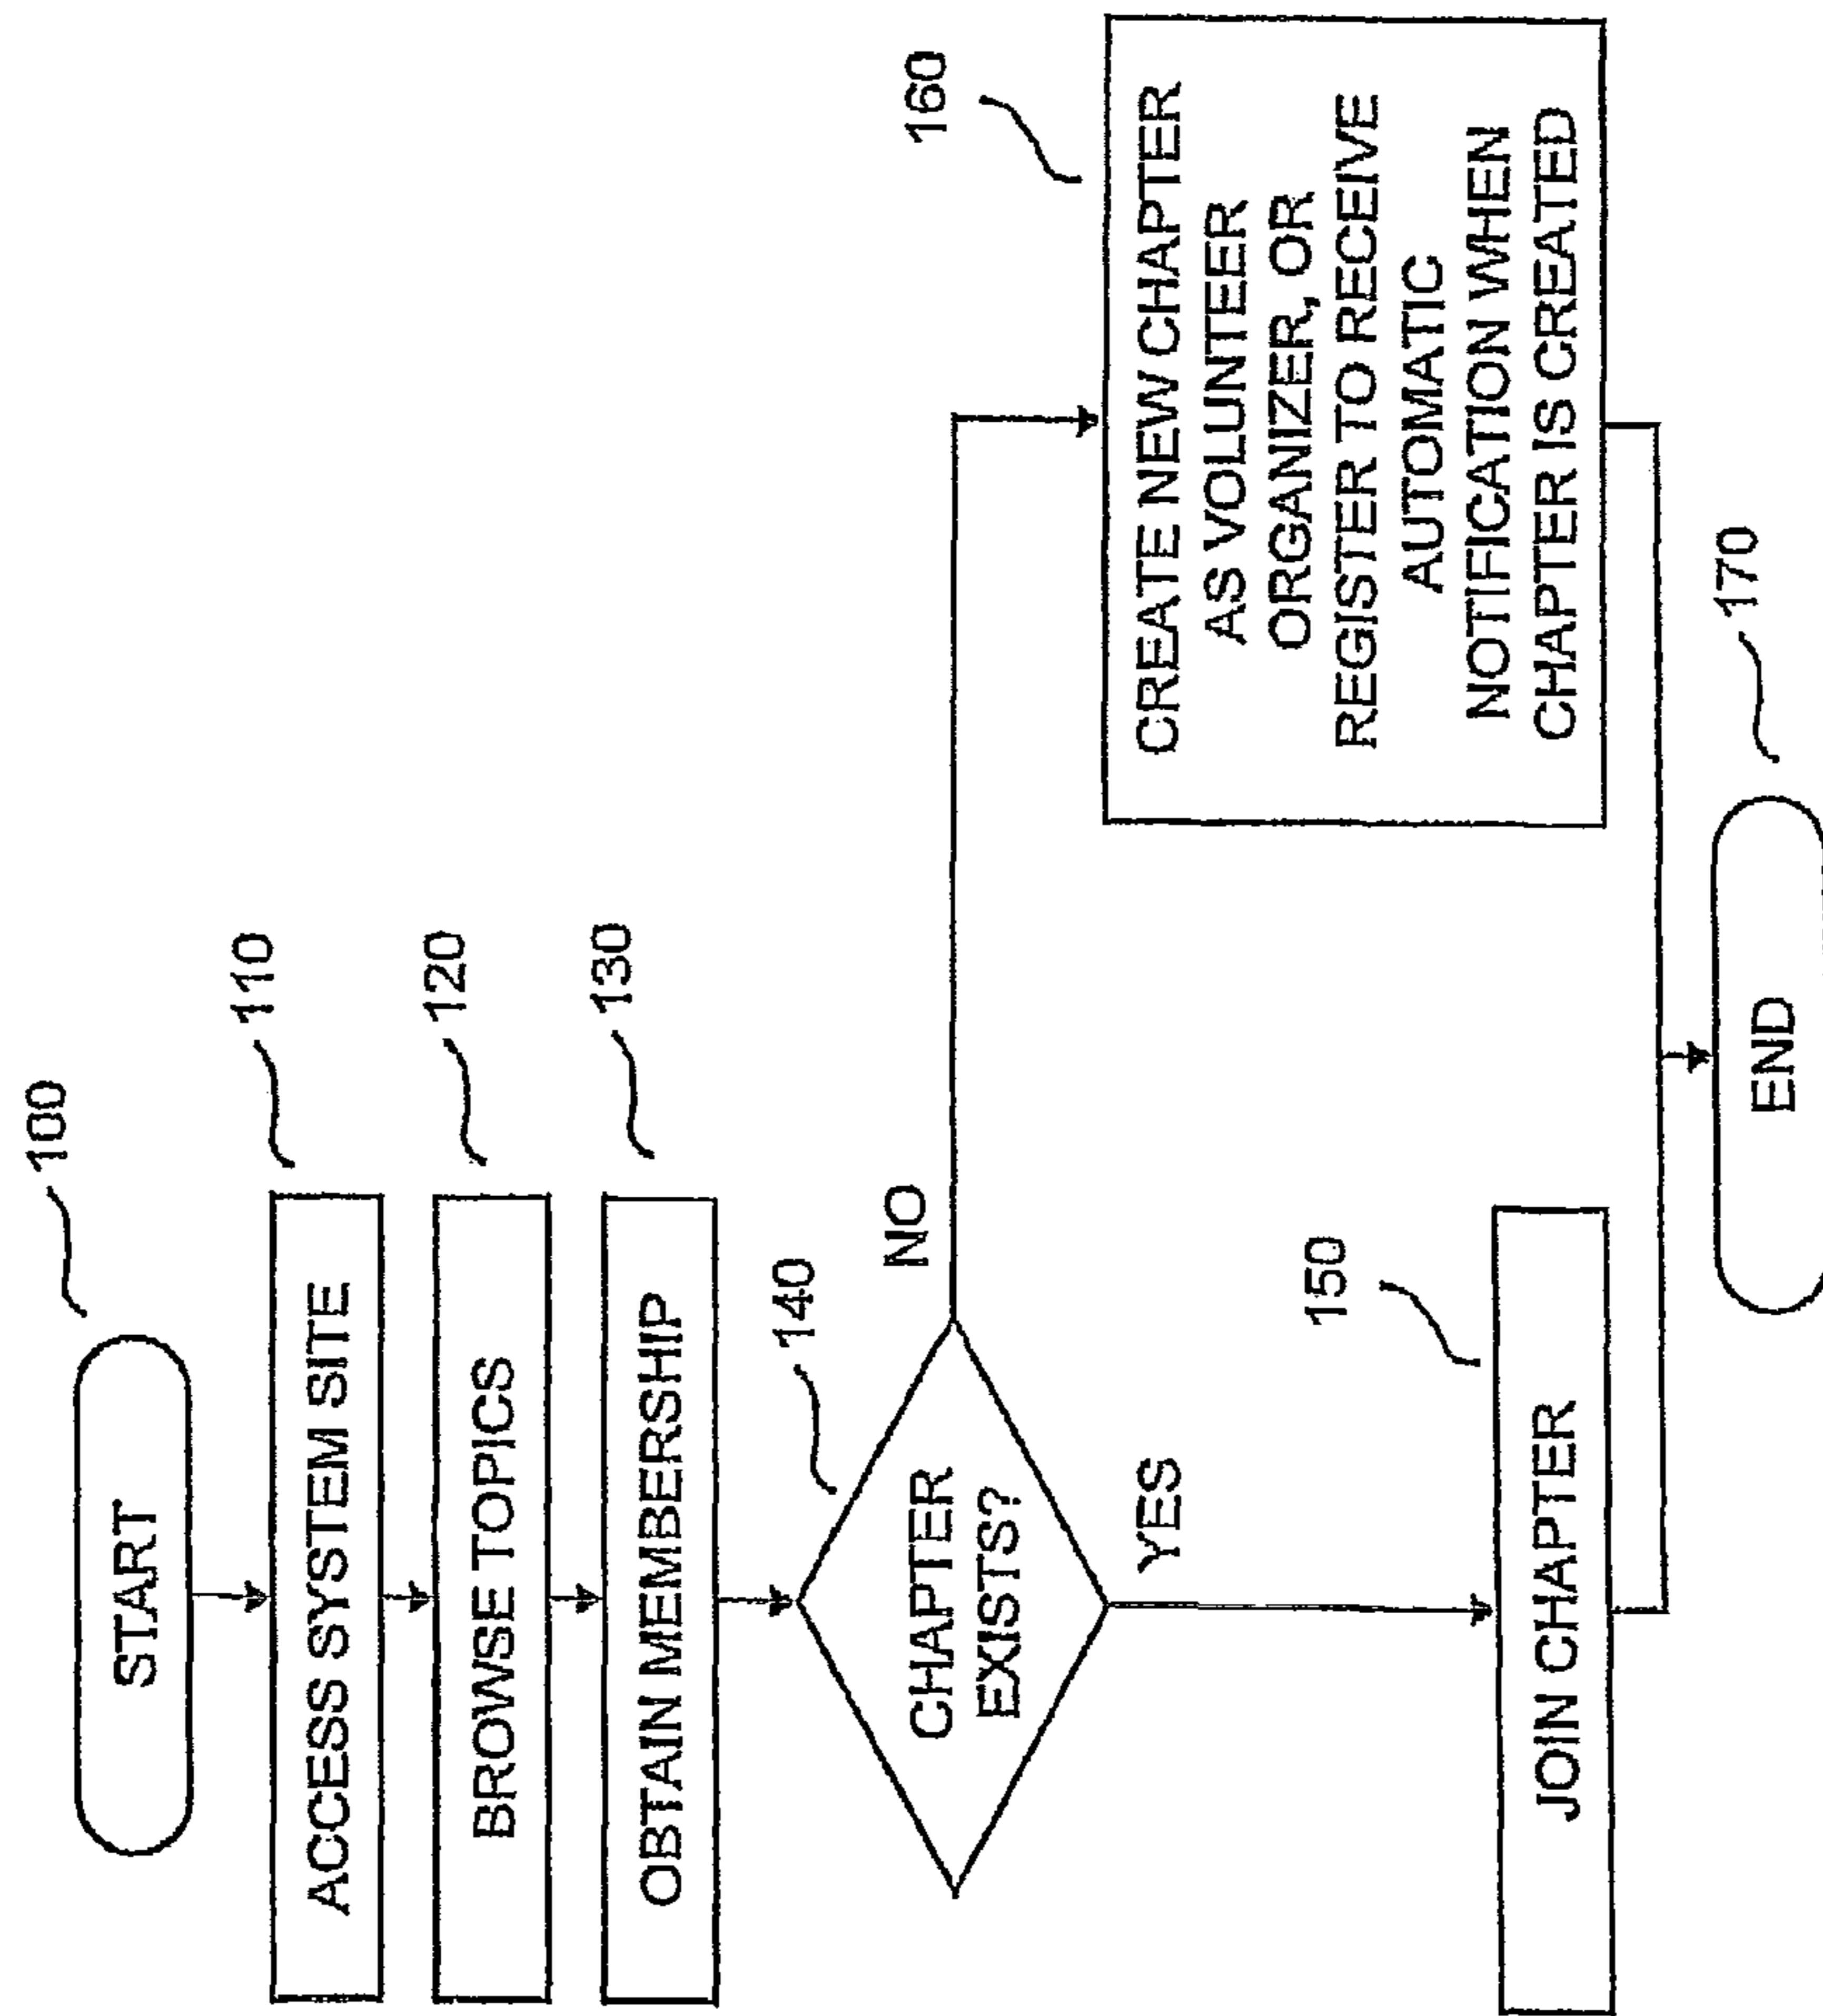 100
START
110
ACCESS SYSTEM SITE
120
BROWSE TOPICS
130
OBTAIN MEMBERSHIP
140
CHAPTER
EXISTS?
NO
YES
160
CREATE NEW CHAPTER
AS VOLUNTEER
ORGANIZER, OR
REGISTER TO RECEIVE
AUTOMATIC
NOTIFICATION WHEN
CHAPTER IS CREATED
150
JOIN CHAPTER
170
END